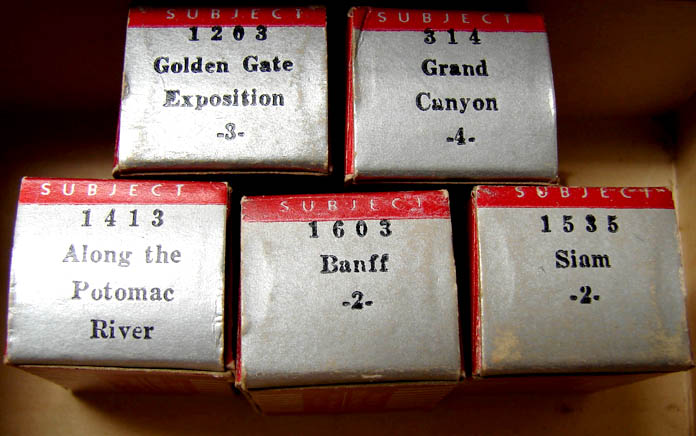 SUBJECT
1203
Golden Gate
Exposition
-3-
SUBJECT
314
Grand
Canyon
-4-
SUBJECT
1413
Along the
Potomac
River
SUBJECT
1603
Banff
-2-
SUBJECT
1535
Siam
-2-